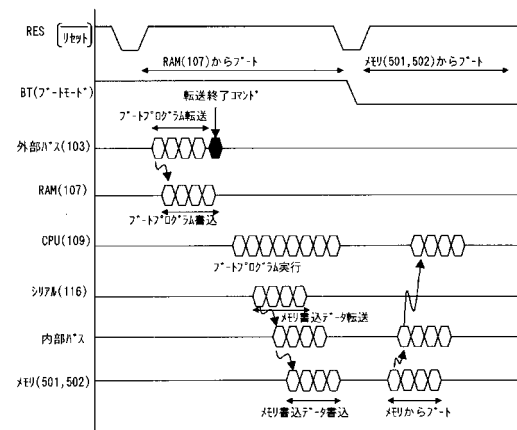 RES [リセット]
RAM(107)からﾌﾞｰﾄ
ﾒﾓﾘ(501,502)からﾌﾞｰﾄ
BT(ﾌﾞｰﾄﾓｰﾄﾞ)
転送終了ｺﾏﾝﾄﾞ
ﾌﾞｰﾄﾌﾟﾛｸﾞﾗﾑ転送
外部ﾊﾞｽ(103)
RAM(107)
ﾌﾞｰﾄﾌﾟﾛｸﾞﾗﾑ書込
CPU(109)
ﾌﾞｰﾄﾌﾟﾛｸﾞﾗﾑ実行
ｼﾘｱﾙ(116)
ﾒﾓﾘ書込ﾃﾞｰﾀ転送
内部ﾊﾞｽ
ﾒﾓﾘ(501,502)
ﾒﾓﾘ書込ﾃﾞｰﾀ書込
ﾒﾓﾘからﾌﾞｰﾄ